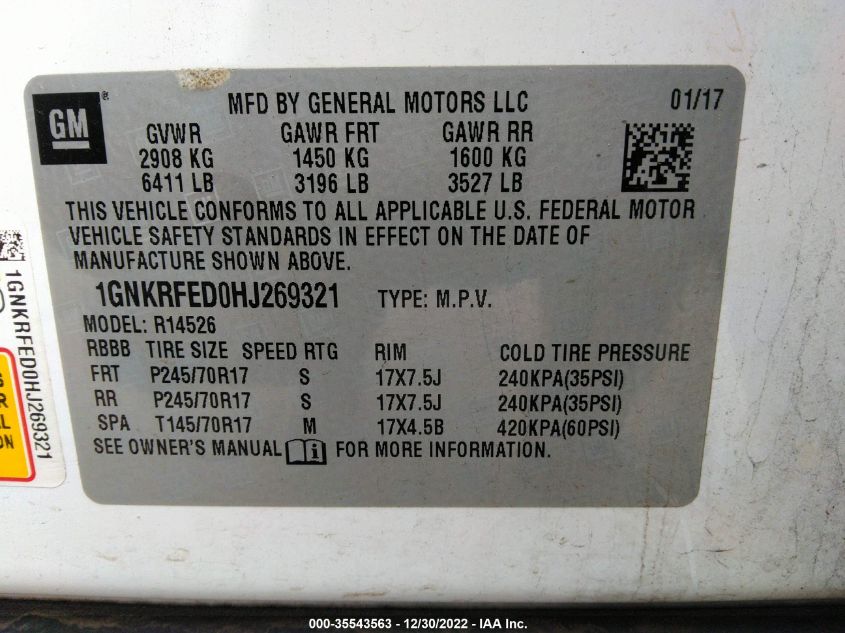 GM ®
MFD BY GENERAL MOTORS LLC 01/17
GVWR GAWR FRT GAWR RR
2908 KG 1450 KG 1600 KG
6411 LB 3196 LB 3527 LB
THIS VEHICLE CONFORMS TO ALL APPLICABLE U.S. FEDERAL MOTOR
VEHICLE SAFETY STANDARDS IN EFFECT ON THE DATE OF
MANUFACTURE SHOWN ABOVE.
1GNKRFED0HJ269321 TYPE: M.P.V.
MODEL: R14526
RBBB TIRE SIZE SPEED RTG RIM COLD TIRE PRESSURE
FRT P245/70R17 S 17X7.5J 240KPA(35PSI)
RR P245/70R17 S 17X7.5J 240KPA(35PSI)
SPA T145/70R17 M 17X4.5B 420KPA(60PSI)
SEE OWNER'S MANUAL i FOR MORE INFORMATION.
1GNKRFED0HJ269321
000-35543563 - 12/30/2022 - IAA Inc.